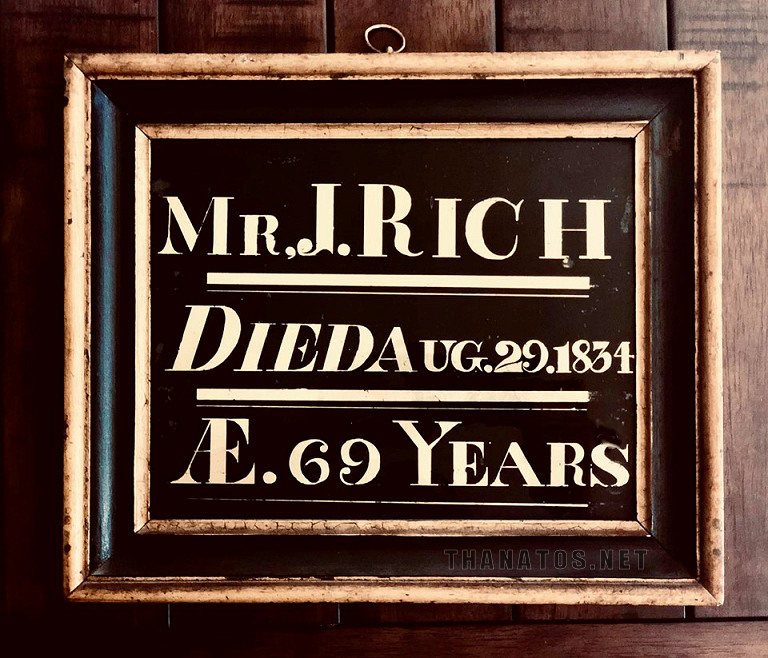 MR, J. RICH
DIED AUG. 29. 1834
Æ. 69 YEARS
THANATOS.NET